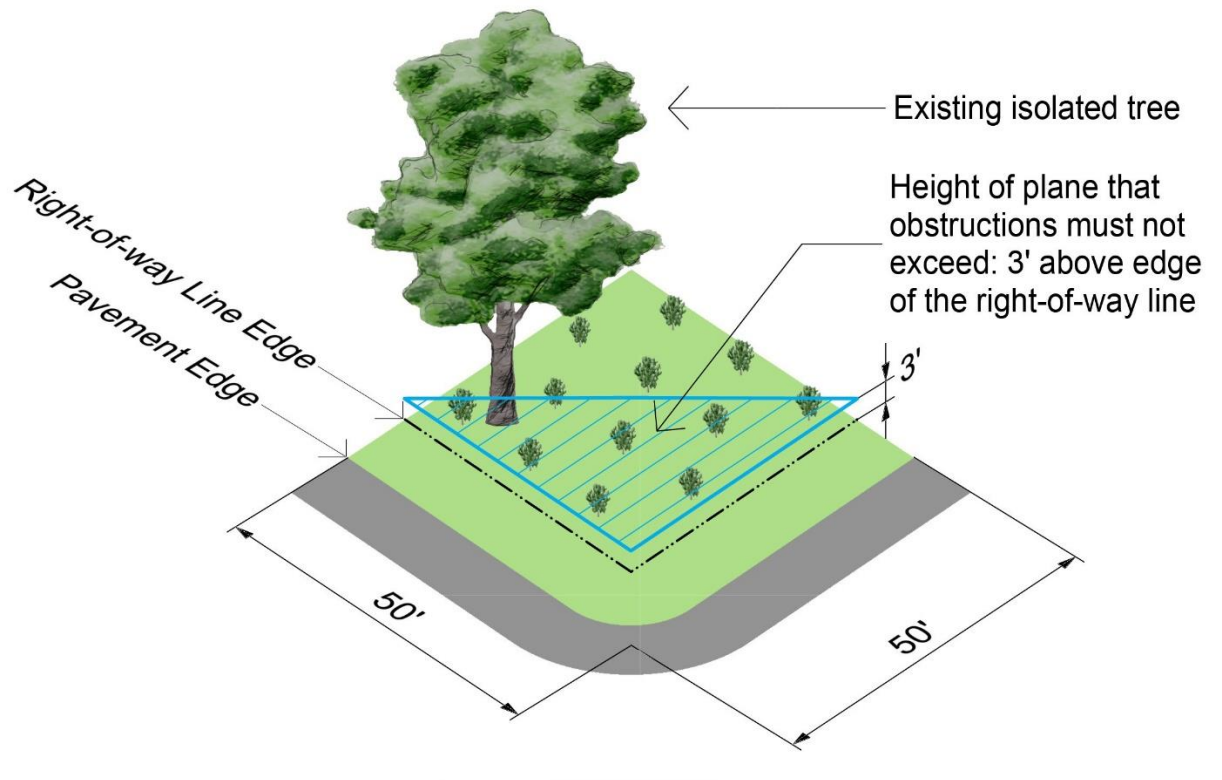 Existing isolated tree
Height of plane that
obstructions must not
exceed: 3' above edge
of the right-of-way line
Right-of-way Line Edge
Pavement Edge
3'
50'
50'